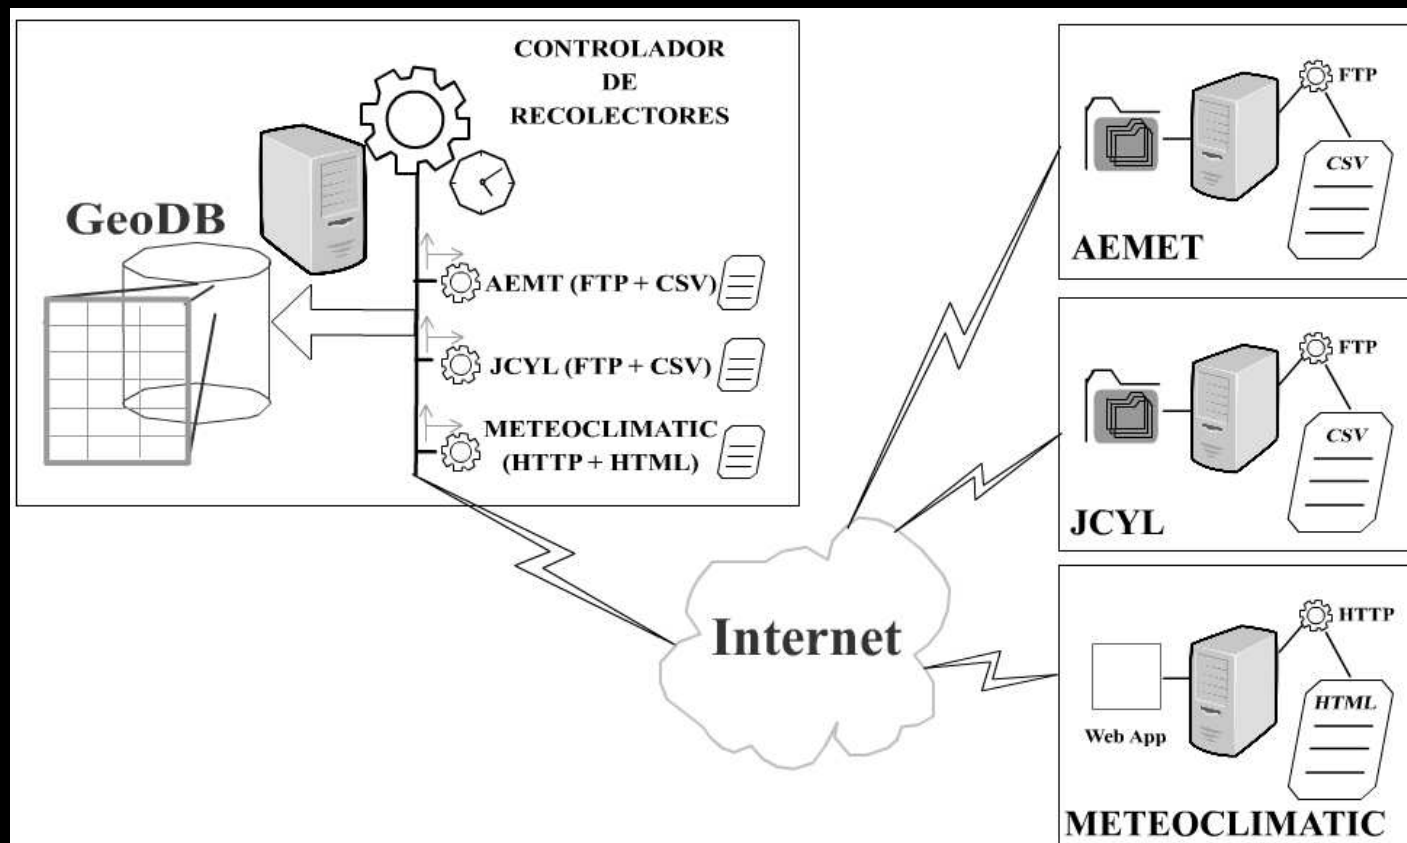 CONTROLADOR
DE
RECOLECTORES
GeoDB
AEMT (FTP + CSV)
JCYL (FTP + CSV)
METEOCLIMATIC
(HTTP + HTML)
Internet
FTP
CSV
AEMET
FTP
CSV
JCYL
HTTP
HTML
Web App
METEOCLIMATIC